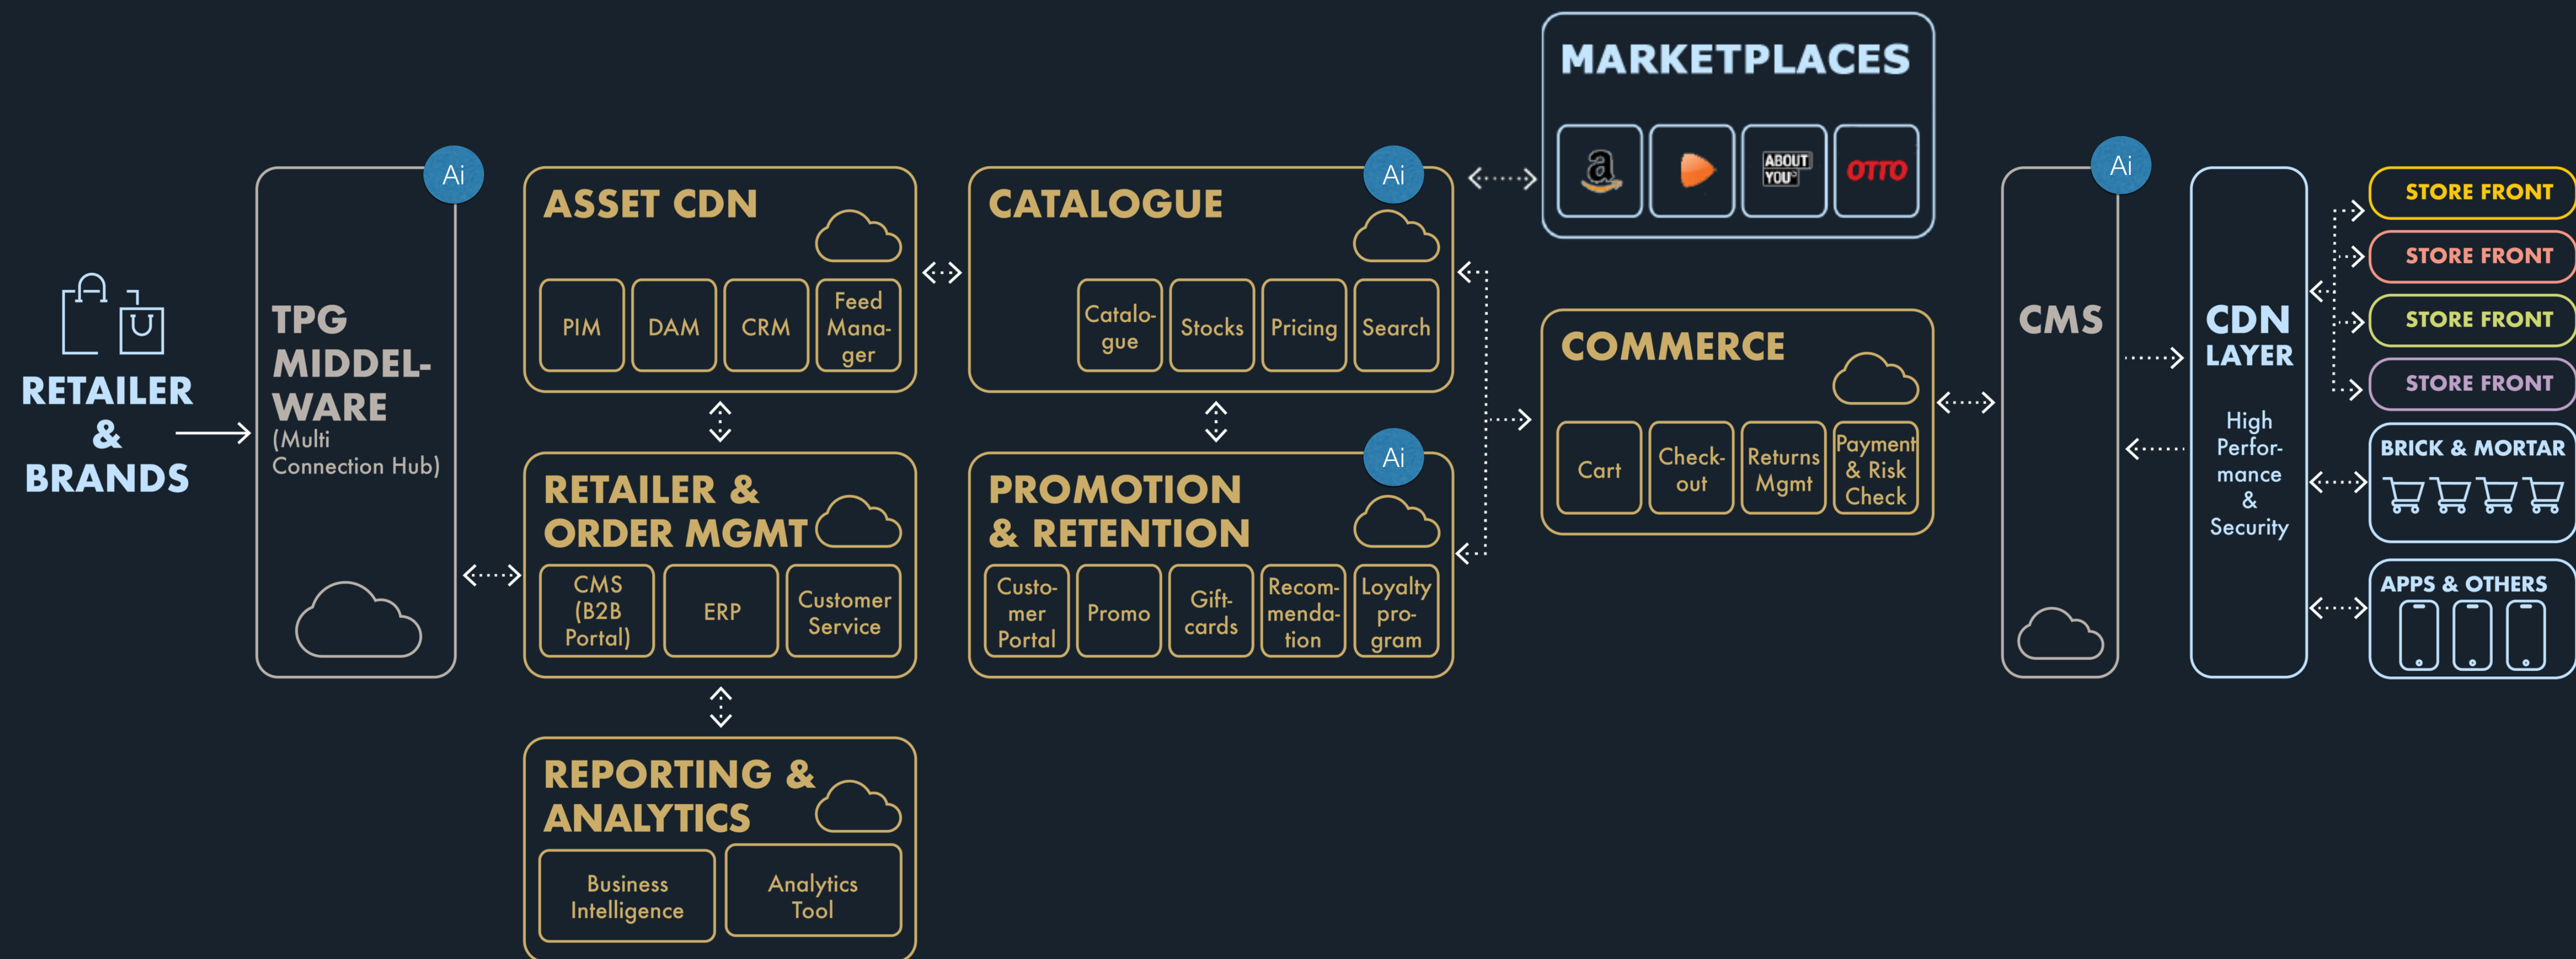 RETAILER
&
BRANDS
Ai
TPG
MIDDEL-
WARE
(Multi
Connection Hub)
ASSET CDN
PIM
DAM
CRM
Feed
Mana-
ger
RETAILER &
ORDER MGMT
CMS
(B2B
Portal)
ERP
Customer
Service
REPORTING &
ANALYTICS
Business
Intelligence
Analytics
Tool
Ai
CATALOGUE
Catalo-
gue
Stocks
Pricing
Search
Ai
PROMOTION
& RETENTION
Custo-
mer
Portal
Promo
Gift-
cards
Recom-
menda-
tion
Loyalty
pro-
gram
MARKETPLACES
a
ABOUT
YOU°
OTTO
COMMERCE
Cart
Check-
out
Returns
Mgmt
Payment
& Risk
Check
Ai
CMS
CDN
LAYER
High
Perfor-
mance
&
Security
STORE FRONT
STORE FRONT
STORE FRONT
STORE FRONT
BRICK & MORTAR
APPS & OTHERS